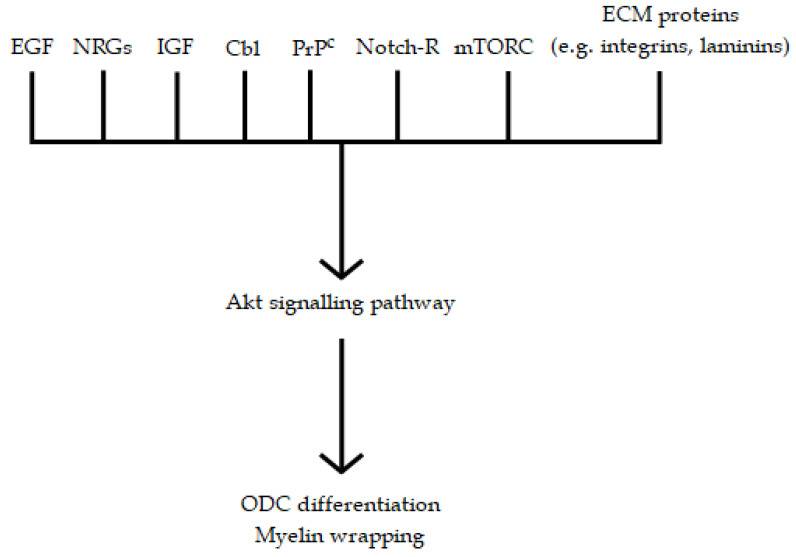 ECM proteins
EGF NRGs IGF Cbl PrPᶜ Notch-R mTORC (e.g. integrins, laminins)
Akt signalling pathway
ODC differentiation
Myelin wrapping